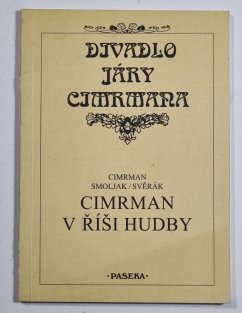 DIVADLO
JÁRY
CIMRMANA
CIMRMAN
SMOLJAK / SVĚRÁK
CIMRMAN
V ŘÍŠI HUDBY
· PASEKA ·